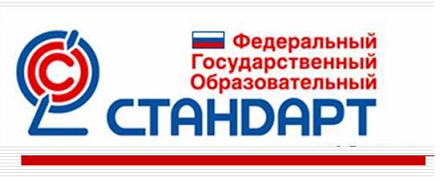 Федеральный
Государственный
Образовательный
СТАНДАРТ